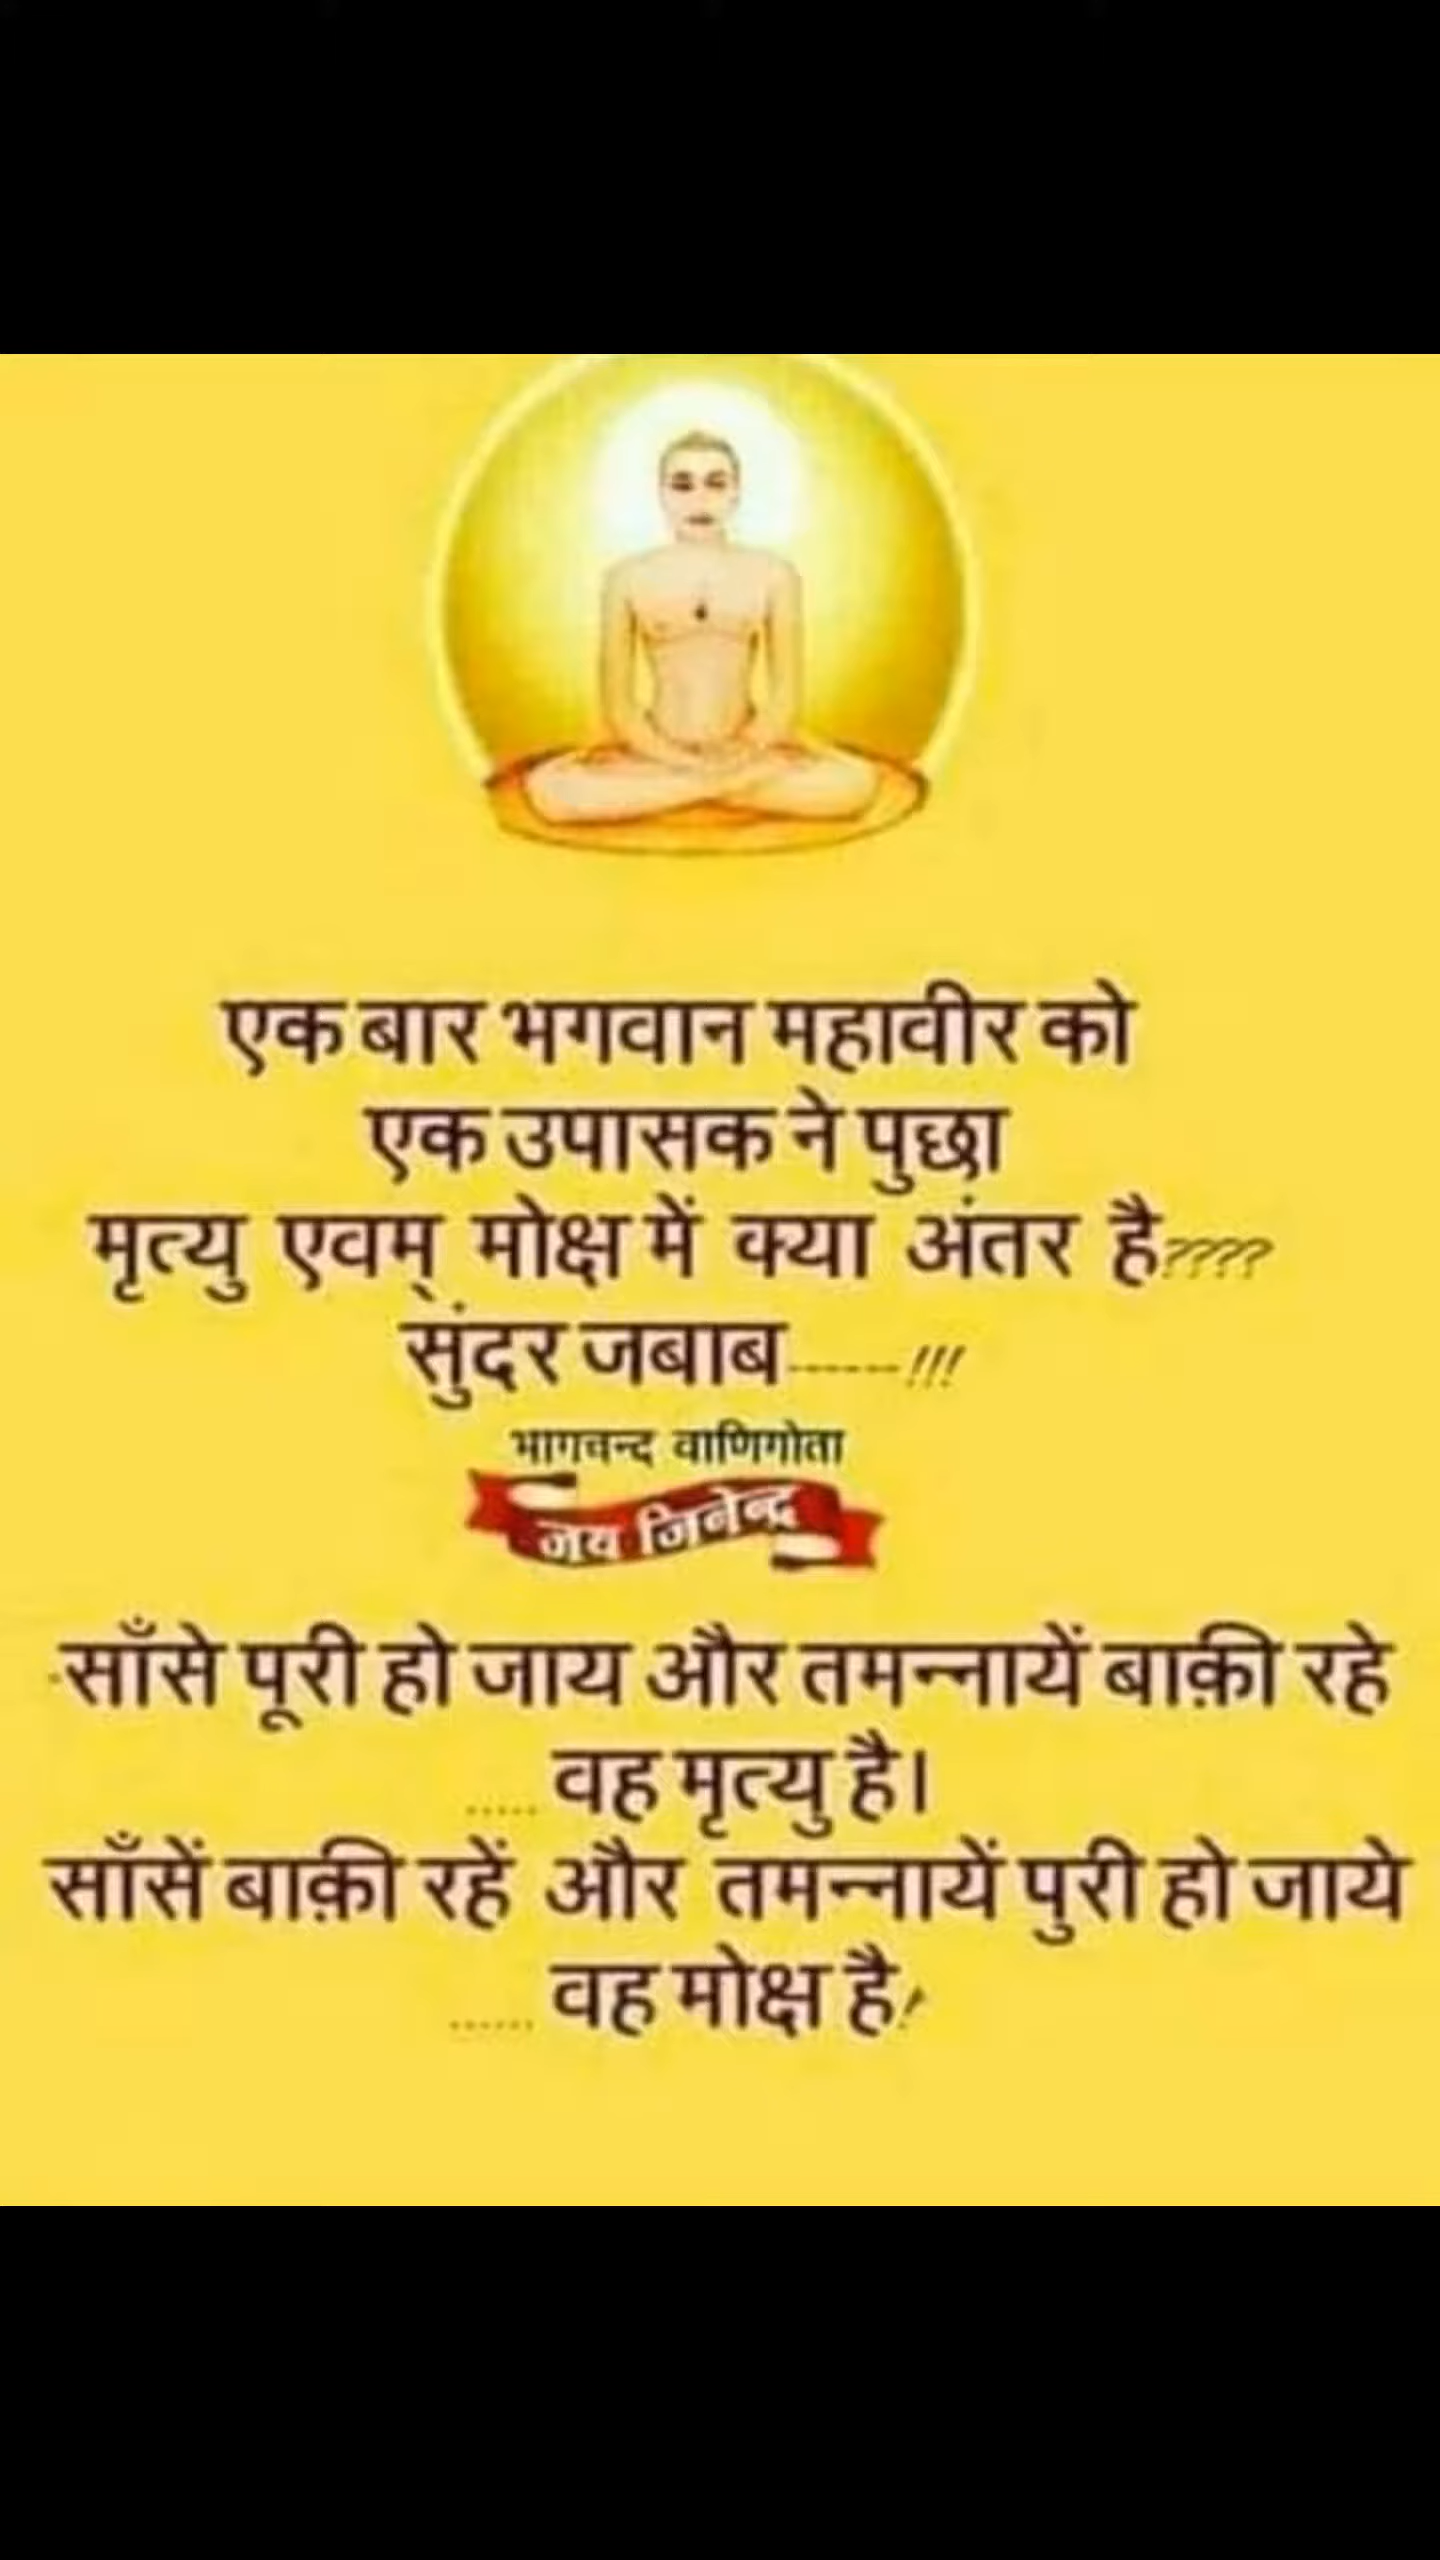 एक बार भगवान महावीर को
एक उपासक ने पुछा
मृत्यु एवम् मोक्ष में क्या अंतर है????
सुंदर जबाब------!!!
भागचन्द वाणिगोता
जय जिनेन्द्र
साँसे पूरी हो जाय और तमन्नायें बाक़ी रहे
..... वह मृत्यु है।
साँसें बाक़ी रहें और तमन्नायें पुरी हो जाये
...... वह मोक्ष है!